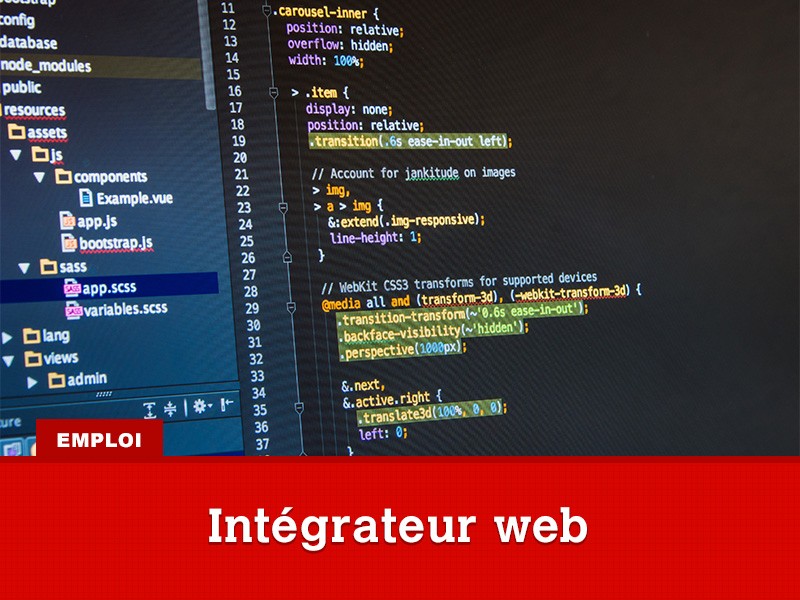 config
database
node_modules
public
resources
assets
js
components
Example.vue
app.js
bootstrap.js
sass
app.scss
variables.scss
lang
views
admin
11 .carousel-inner {
12 position: relative;
13 overflow: hidden;
14 width: 100%;
15
16 > .item {
17 display: none;
18 position: relative;
19 .transition(.6s ease-in-out left);
20
21 // Account for jankitude on images
22 > img,
23 > a > img {
24 &:extend(.img-responsive);
25 line-height: 1;
26 }
27
28 // WebKit CSS3 transforms for supported devices
29 @media all and (transform-3d), (-webkit-transform-3d) {
30 .transition-transform(~'0.6s ease-in-out');
31 .backface-visibility(~'hidden');
32 .perspective(1000px);
33
34 &.next,
35 &.active.right {
36 .translate3d(100%, 0, 0);
37 left: 0;
}
EMPLOI
Intégrateur web